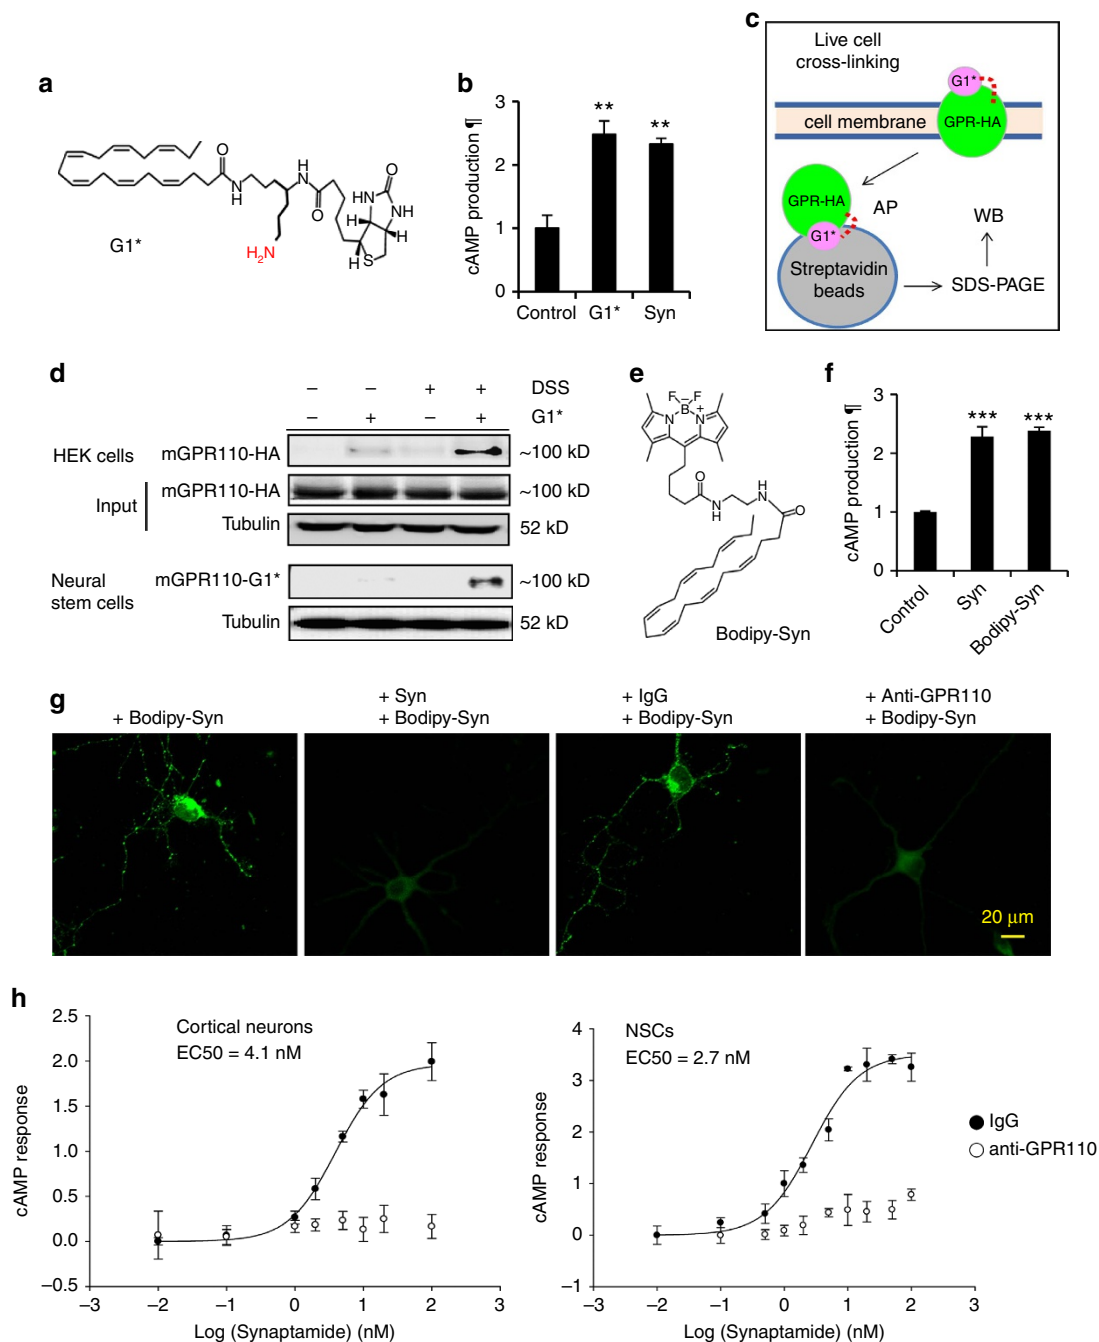 a
G1*
O
N
H
H
N
O
O
HN
NH
H
H
H
S
H₂N
b
cAMP production ¶
3
2
1
0
**
**
Control
G1*
Syn
c
Live cell
cross-linking
G1*
cell membrane
GPR-HA
GPR-HA
AP
G1*
Streptavidin
beads
WB
SDS-PAGE
d
– – + + DSS
– + – + G1*
HEK cells
mGPR110-HA
~100 kD
Input
mGPR110-HA
~100 kD
Tubulin
52 kD
Neural
stem cells
mGPR110-G1*
~100 kD
Tubulin
52 kD
e
F F
B–
N N+
O
N
H
H
N
O
Bodipy-Syn
f
cAMP production ¶
3
2
1
0
***
***
Control
Syn
Bodipy-Syn
g
+ Bodipy-Syn
+ Syn
+ Bodipy-Syn
+ IgG
+ Bodipy-Syn
+ Anti-GPR110
+ Bodipy-Syn
20 μm
h
Cortical neurons
EC50 = 4.1 nM
cAMP response
2.5
2.0
1.5
1.0
0.5
0.0
–0.5
–3 –2 –1 0 1 2 3
Log (Synaptamide) (nM)
NSCs
EC50 = 2.7 nM
cAMP response
4
3
2
1
0
–1
–3 –2 –1 0 1 2 3
Log (Synaptamide) (nM)
IgG
anti-GPR110